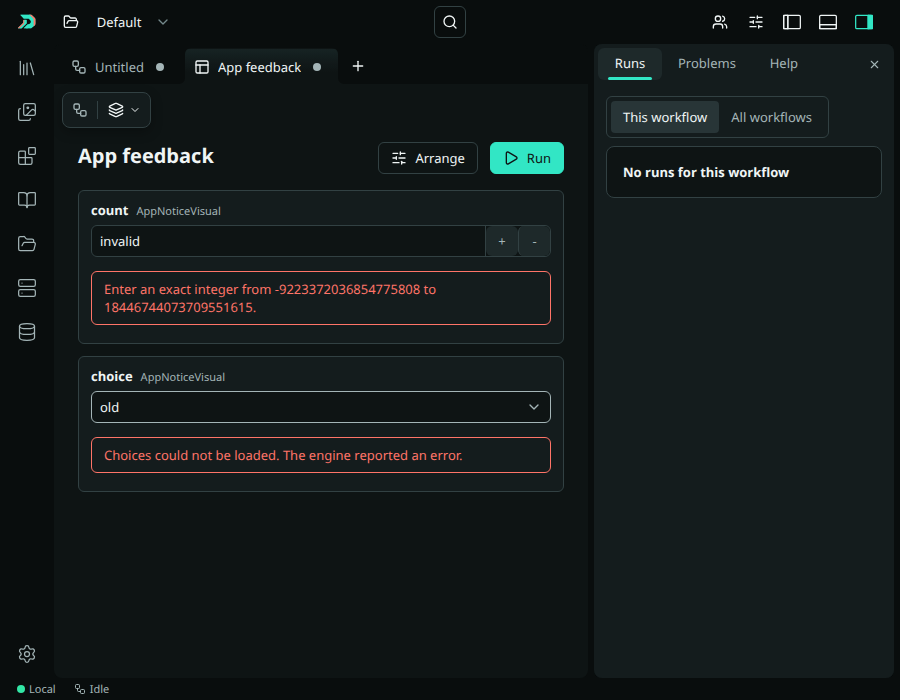 Default
Untitled
App feedback
Runs
Problems
Help
This workflow
All workflows
No runs for this workflow
App feedback
Arrange
Run
count AppNoticeVisual
invalid
+
-
Enter an exact integer from -9223372036854775808 to
18446744073709551615.
choice AppNoticeVisual
old
Choices could not be loaded. The engine reported an error.
Local
Idle